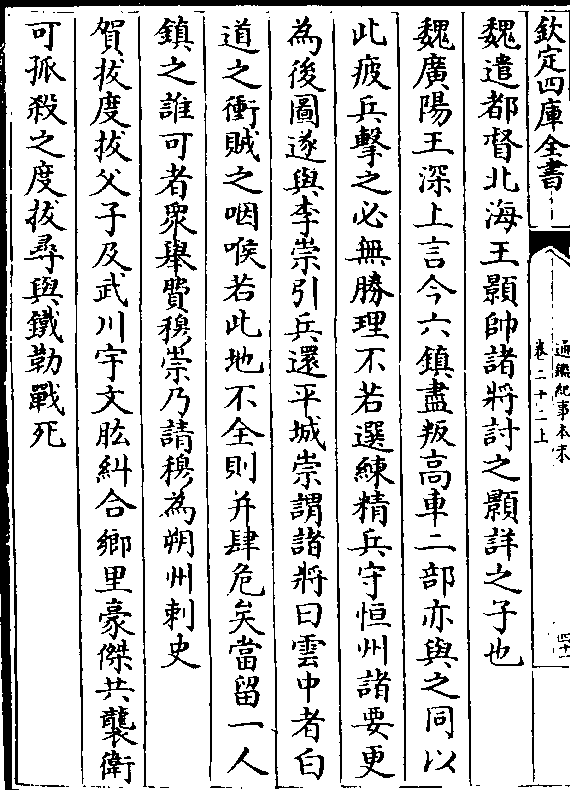 欽定四庫全書
通鑑紀事本末
卷二十二上
四十一
魏遣都督北海王顥帥諸將討之顥詳之子也
魏廣陽王深上言今六鎮盡叛高車二部亦與之同以
此疲兵擊之必無勝理不若選練精兵守恒州諸要更
為後圖遂與李崇引兵還平城崇謂諸將曰雲中者白
道之衝賊之咽喉若此地不全則并肆危矣當留一人
鎮之誰可者衆舉費穆崇乃請穆為朔州刺史
賀拔度拔父子及武川宇文肱糾合鄉里豪傑共襲衛
可孤殺之度拔尋與鐵勒戰死